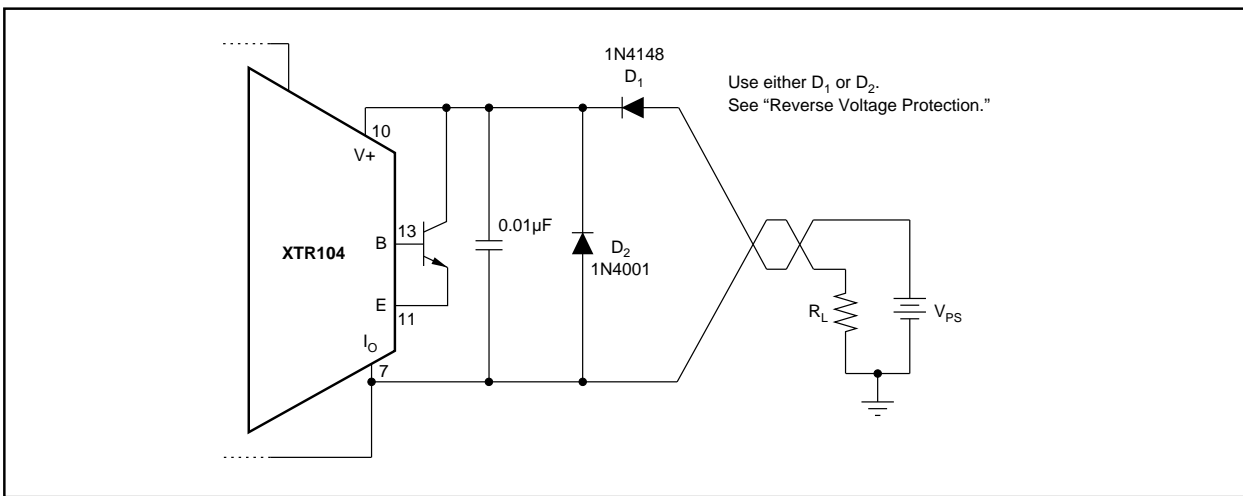 1N4148
D1
Use either D1 or D2.
See “Reverse Voltage Protection.”
10
V+
13
B
0.01µF
XTR104
D2
1N4001
E
11
RL
VPS
IO
7